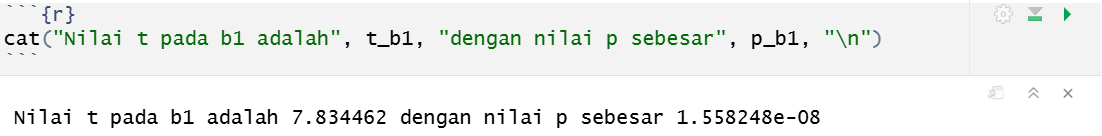 ```{r}
cat("Nilai t pada b1 adalah", t_b1, "dengan nilai p sebesar", p_b1, "\n")
```
Nilai t pada b1 adalah 7.834462 dengan nilai p sebesar 1.558248e-08